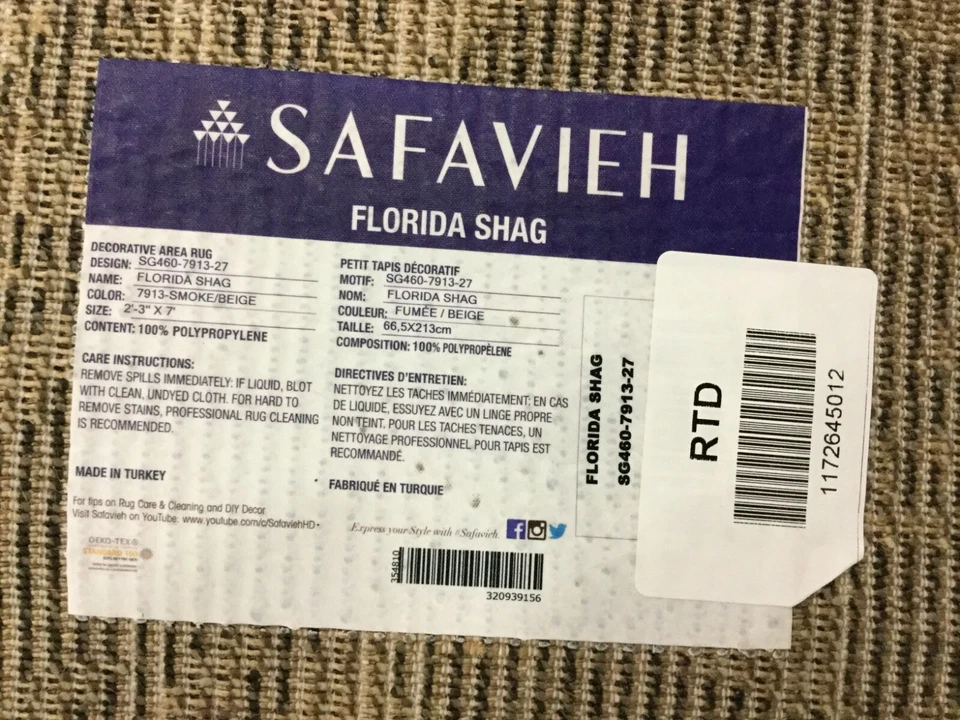 SAFAVIEH
FLORIDA SHAG
DECORATIVE AREA RUG
DESIGN: SG460-7913-27
NAME: FLORIDA SHAG
COLOR: 7913-SMOKE/BEIGE
SIZE: 2'-3" X 7'
CONTENT: 100% POLYPROPYLENE
CARE INSTRUCTIONS:
REMOVE SPILLS IMMEDIATELY: IF LIQUID, BLOT
WITH CLEAN, UNDYED CLOTH. FOR HARD TO
REMOVE STAINS, PROFESSIONAL RUG CLEANING
IS RECOMMENDED.
MADE IN TURKEY
For tips on Rug Care & Cleaning and DIY Decor
Visit Safavieh on YouTube: www.youtube.com/c/SafaviehHD
OEKO-TEX®
STANDARD 100
PETIT TAPIS DÉCORATIF
MOTIF: SG460-7913-27
NOM: FLORIDA SHAG
COULEUR: FUMÉE / BEIGE
TAILLE: 66,5X213cm
COMPOSITION: 100% POLYPROPÈLENE
DIRECTIVES D'ENTRETIEN:
NETTOYEZ LES TACHES IMMÉDIATEMENT: EN CAS
DE LIQUIDE, ESSUYEZ AVEC UN LINGE PROPRE
NON TEINT. POUR LES TACHES TENACES, UN
NETTOYAGE PROFESSIONNEL POUR TAPIS EST
RECOMMANDÉ.
FABRIQUÉ EN TURQUIE
Express your Style with #Safavieh
354810
320939156
FLORIDA SHAG
SG460-7913-27
RTD
11726645012